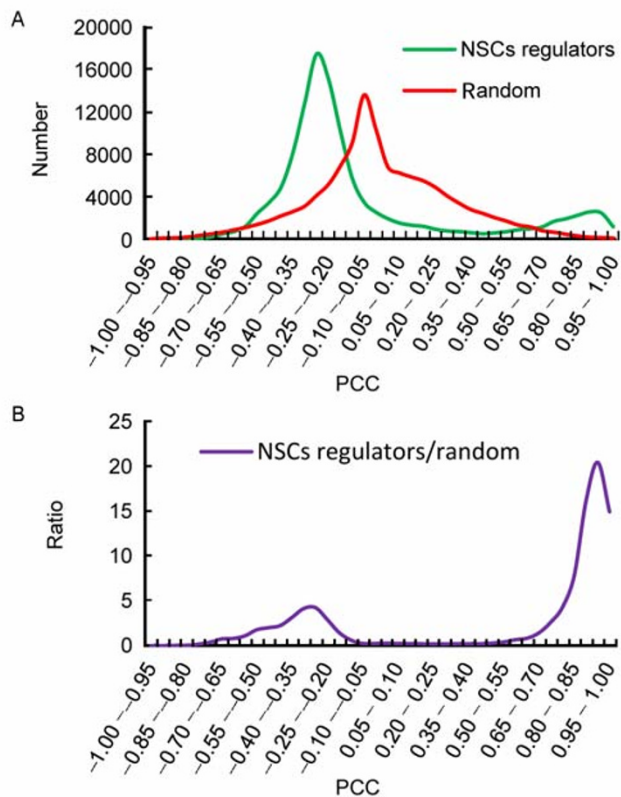 A
20000
16000
12000
8000
4000
0
Number
NSCs regulators
Random
−1.00 –−0.95
−0.85 –−0.80
−0.70 –−0.65
−0.55 –−0.50
−0.40 –−0.35
−0.25 –−0.20
−0.10 –−0.05
0.05 – 0.10
0.20 – 0.25
0.35 – 0.40
0.50 – 0.55
0.65 – 0.70
0.80 – 0.85
0.95 – 1.00
PCC
B
25
20
15
10
5
0
Ratio
NSCs regulators/random
−1.00 –−0.95
−0.85 –−0.80
−0.70 –−0.65
−0.55 –−0.50
−0.40 –−0.35
−0.25 –−0.20
−0.10 –−0.05
0.05 – 0.10
0.20 – 0.25
0.35 – 0.40
0.50 – 0.55
0.65 – 0.70
0.80 – 0.85
0.95 – 1.00
PCC